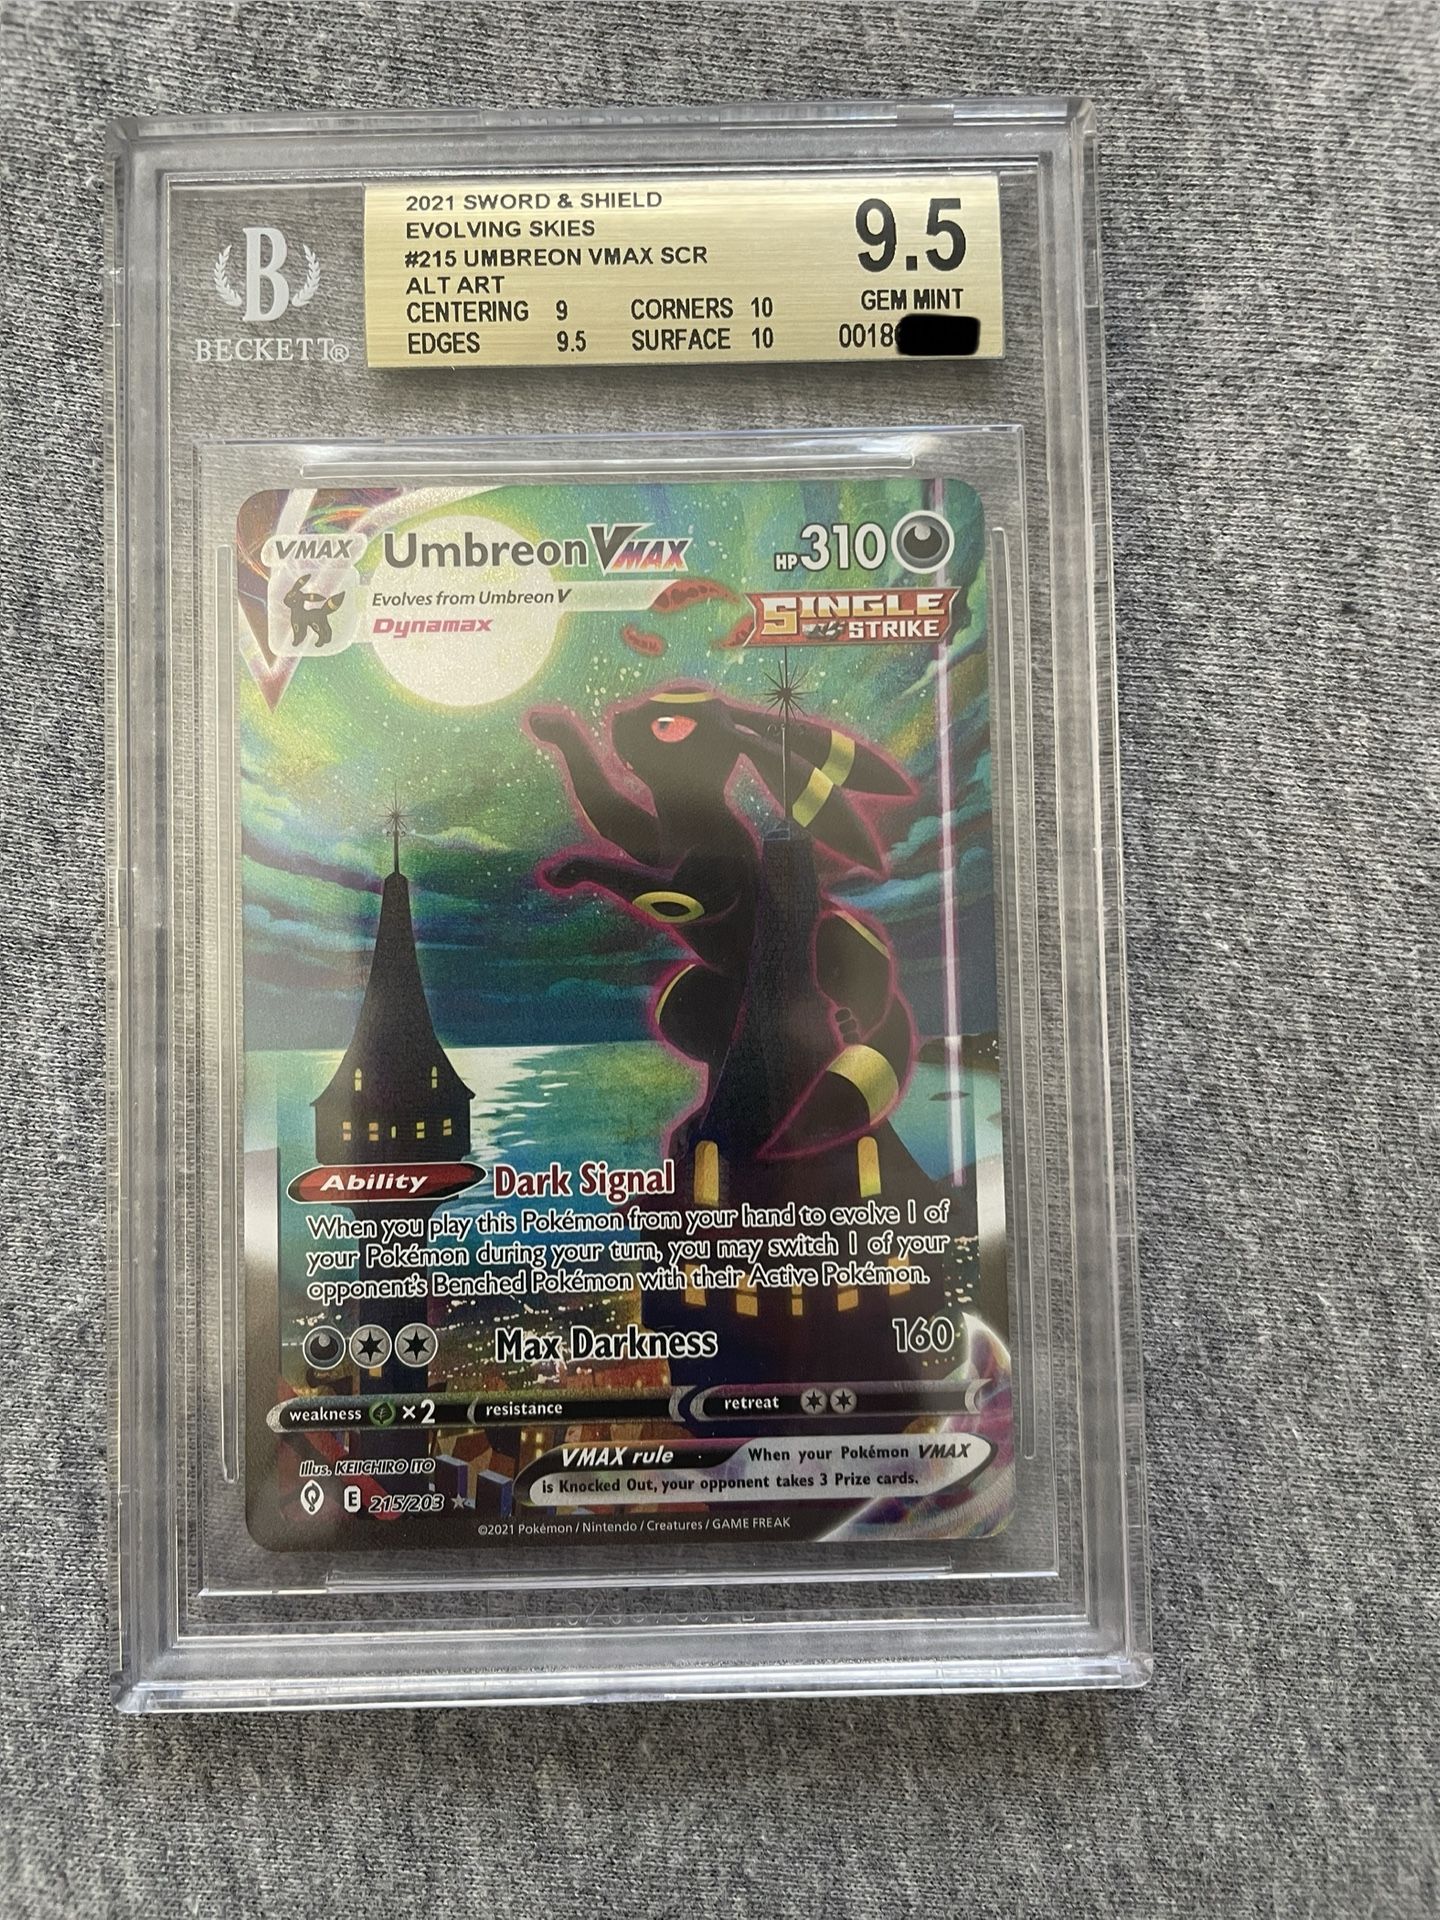 2021 SWORD & SHIELD
EVOLVING SKIES
#215 UMBREON VMAX SCR
ALT ART
CENTERING 9 CORNERS 10
EDGES 9.5 SURFACE 10
9.5
GEM MINT
0018
B
BECKETT®
VMAX Umbreon VMAX HP 310
Evolves from Umbreon V
Dynamax
SINGLE
STRIKE
Ability Dark Signal
When you play this Pokémon from your hand to evolve 1 of
your Pokémon during your turn, you may switch 1 of your
opponent's Benched Pokémon with their Active Pokémon.
Max Darkness 160
weakness ×2 resistance retreat
VMAX rule When your Pokémon VMAX
is Knocked Out, your opponent takes 3 Prize cards.
Illus. KEIICHIRO ITO
E 215/203
©2021 Pokémon / Nintendo / Creatures / GAME FREAK